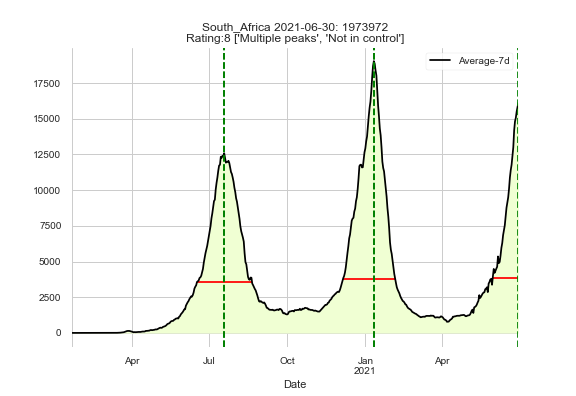 South_Africa 2021-06-30: 1973972
Rating:8 ['Multiple peaks', 'Not in control']
Average-7d
17500
15000
12500
10000
7500
5000
2500
0
Apr
Jul
Oct
Jan
2021
Apr
Date